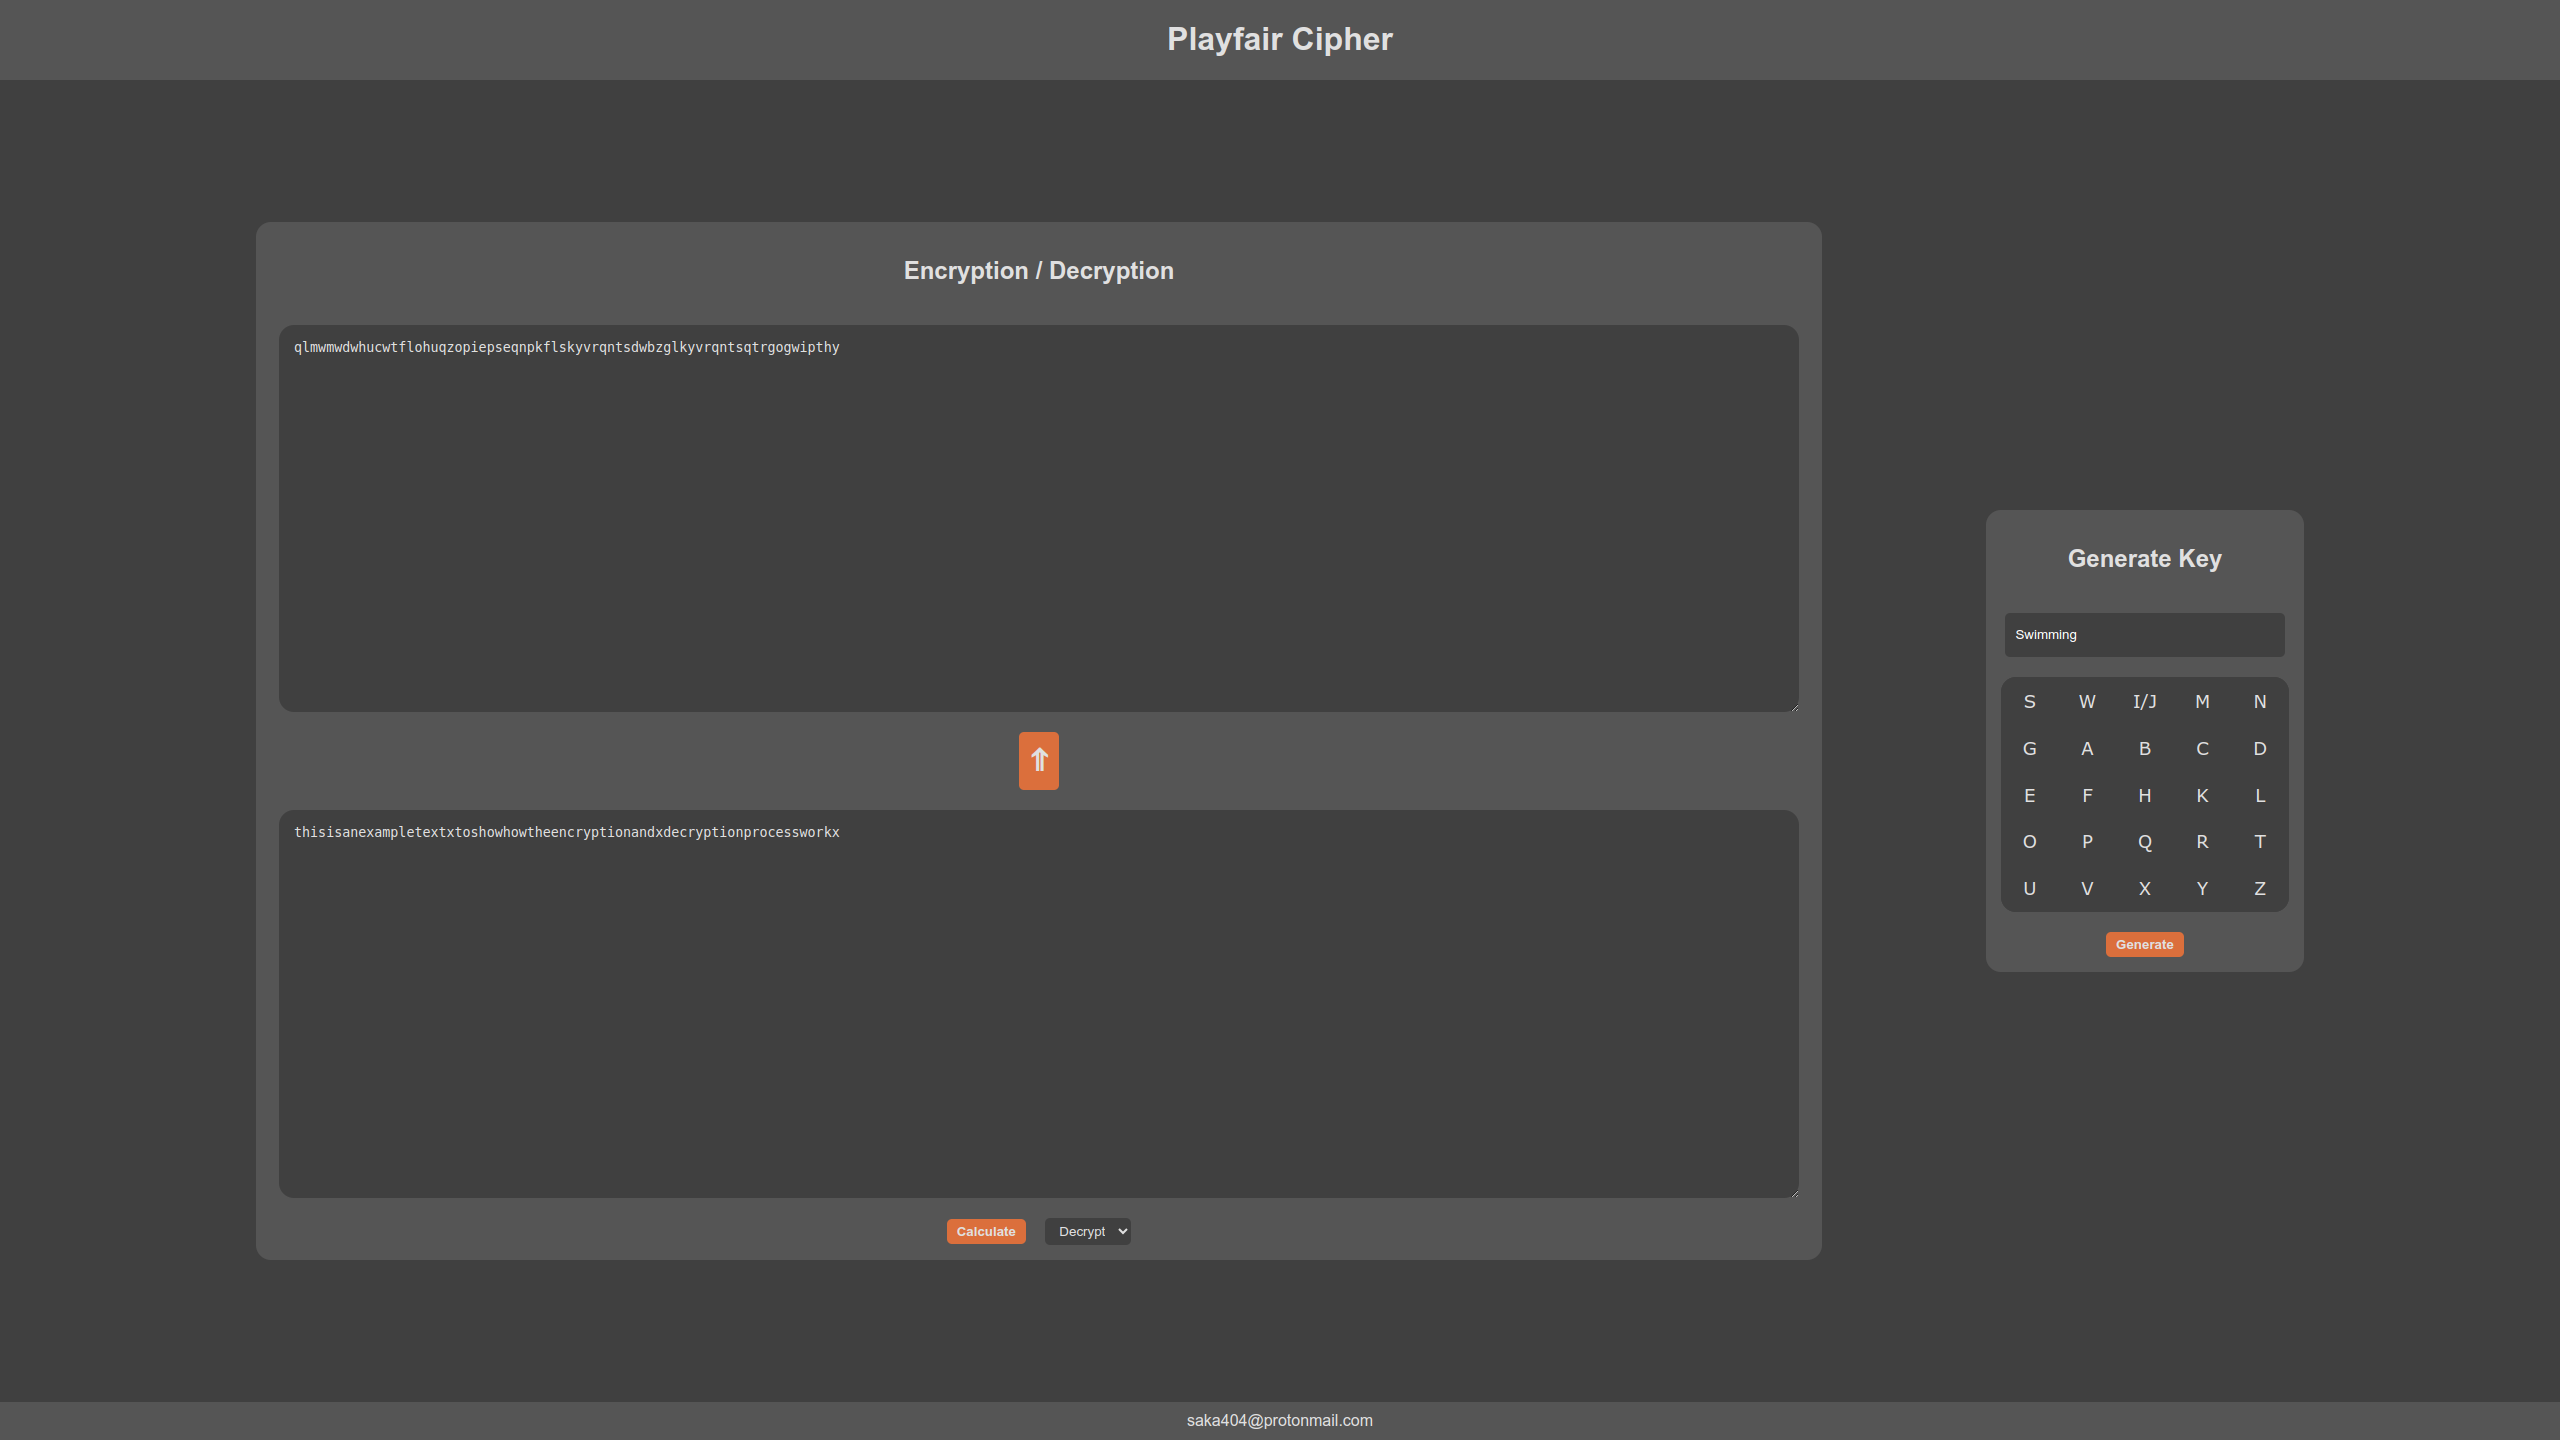 Playfair Cipher
Encryption / Decryption
qlmwmwdwhucwtflohuqzopiepseqnpkflskyvrqntsdwbzglkyvrqntsqtrgogwipthy
⇑
thisisanexampletextxtoshowhowtheencryptionandxdecryptionprocessworkx
Calculate Decrypt
Generate Key
Swimming
S W I/J M N
G A B C D
E F H K L
O P Q R T
U V X Y Z
Generate
saka404@protonmail.com